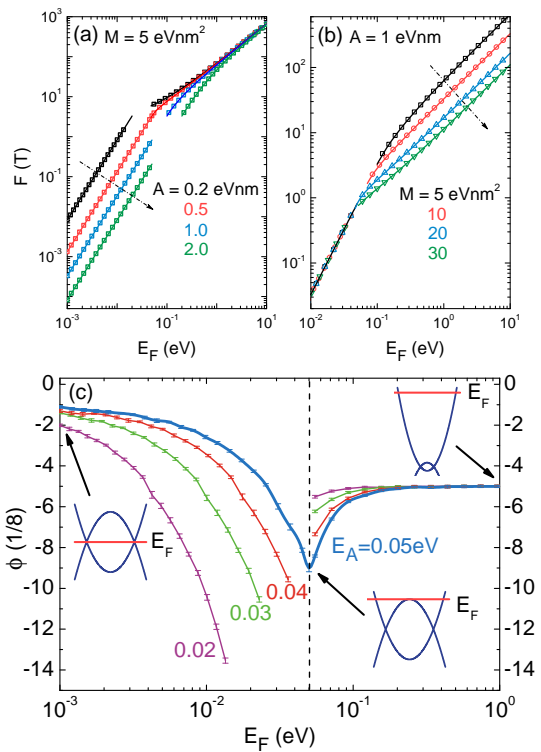 (a) M = 5 eVnm²
F (T)
10³
10¹
10⁻¹
10⁻³
A = 0.2 eVnm
0.5
1.0
2.0
10⁻³ 10⁻¹ 10¹
E_F (eV)
(b) A = 1 eVnm
10²
10¹
10⁰
10⁻¹
M = 5 eVnm²
10
20
30
10⁻² 10⁻¹ 10⁰ 10¹
E_F (eV)
(c)
ϕ (1/8)
0
-2
-4
-6
-8
-10
-12
-14
0
-2
-4
-6
-8
-10
-12
-14
E_F
E_F
E_A=0.05eV
0.04
0.03
0.02
E_F
10⁻³ 10⁻² 10⁻¹ 10⁰
E_F (eV)